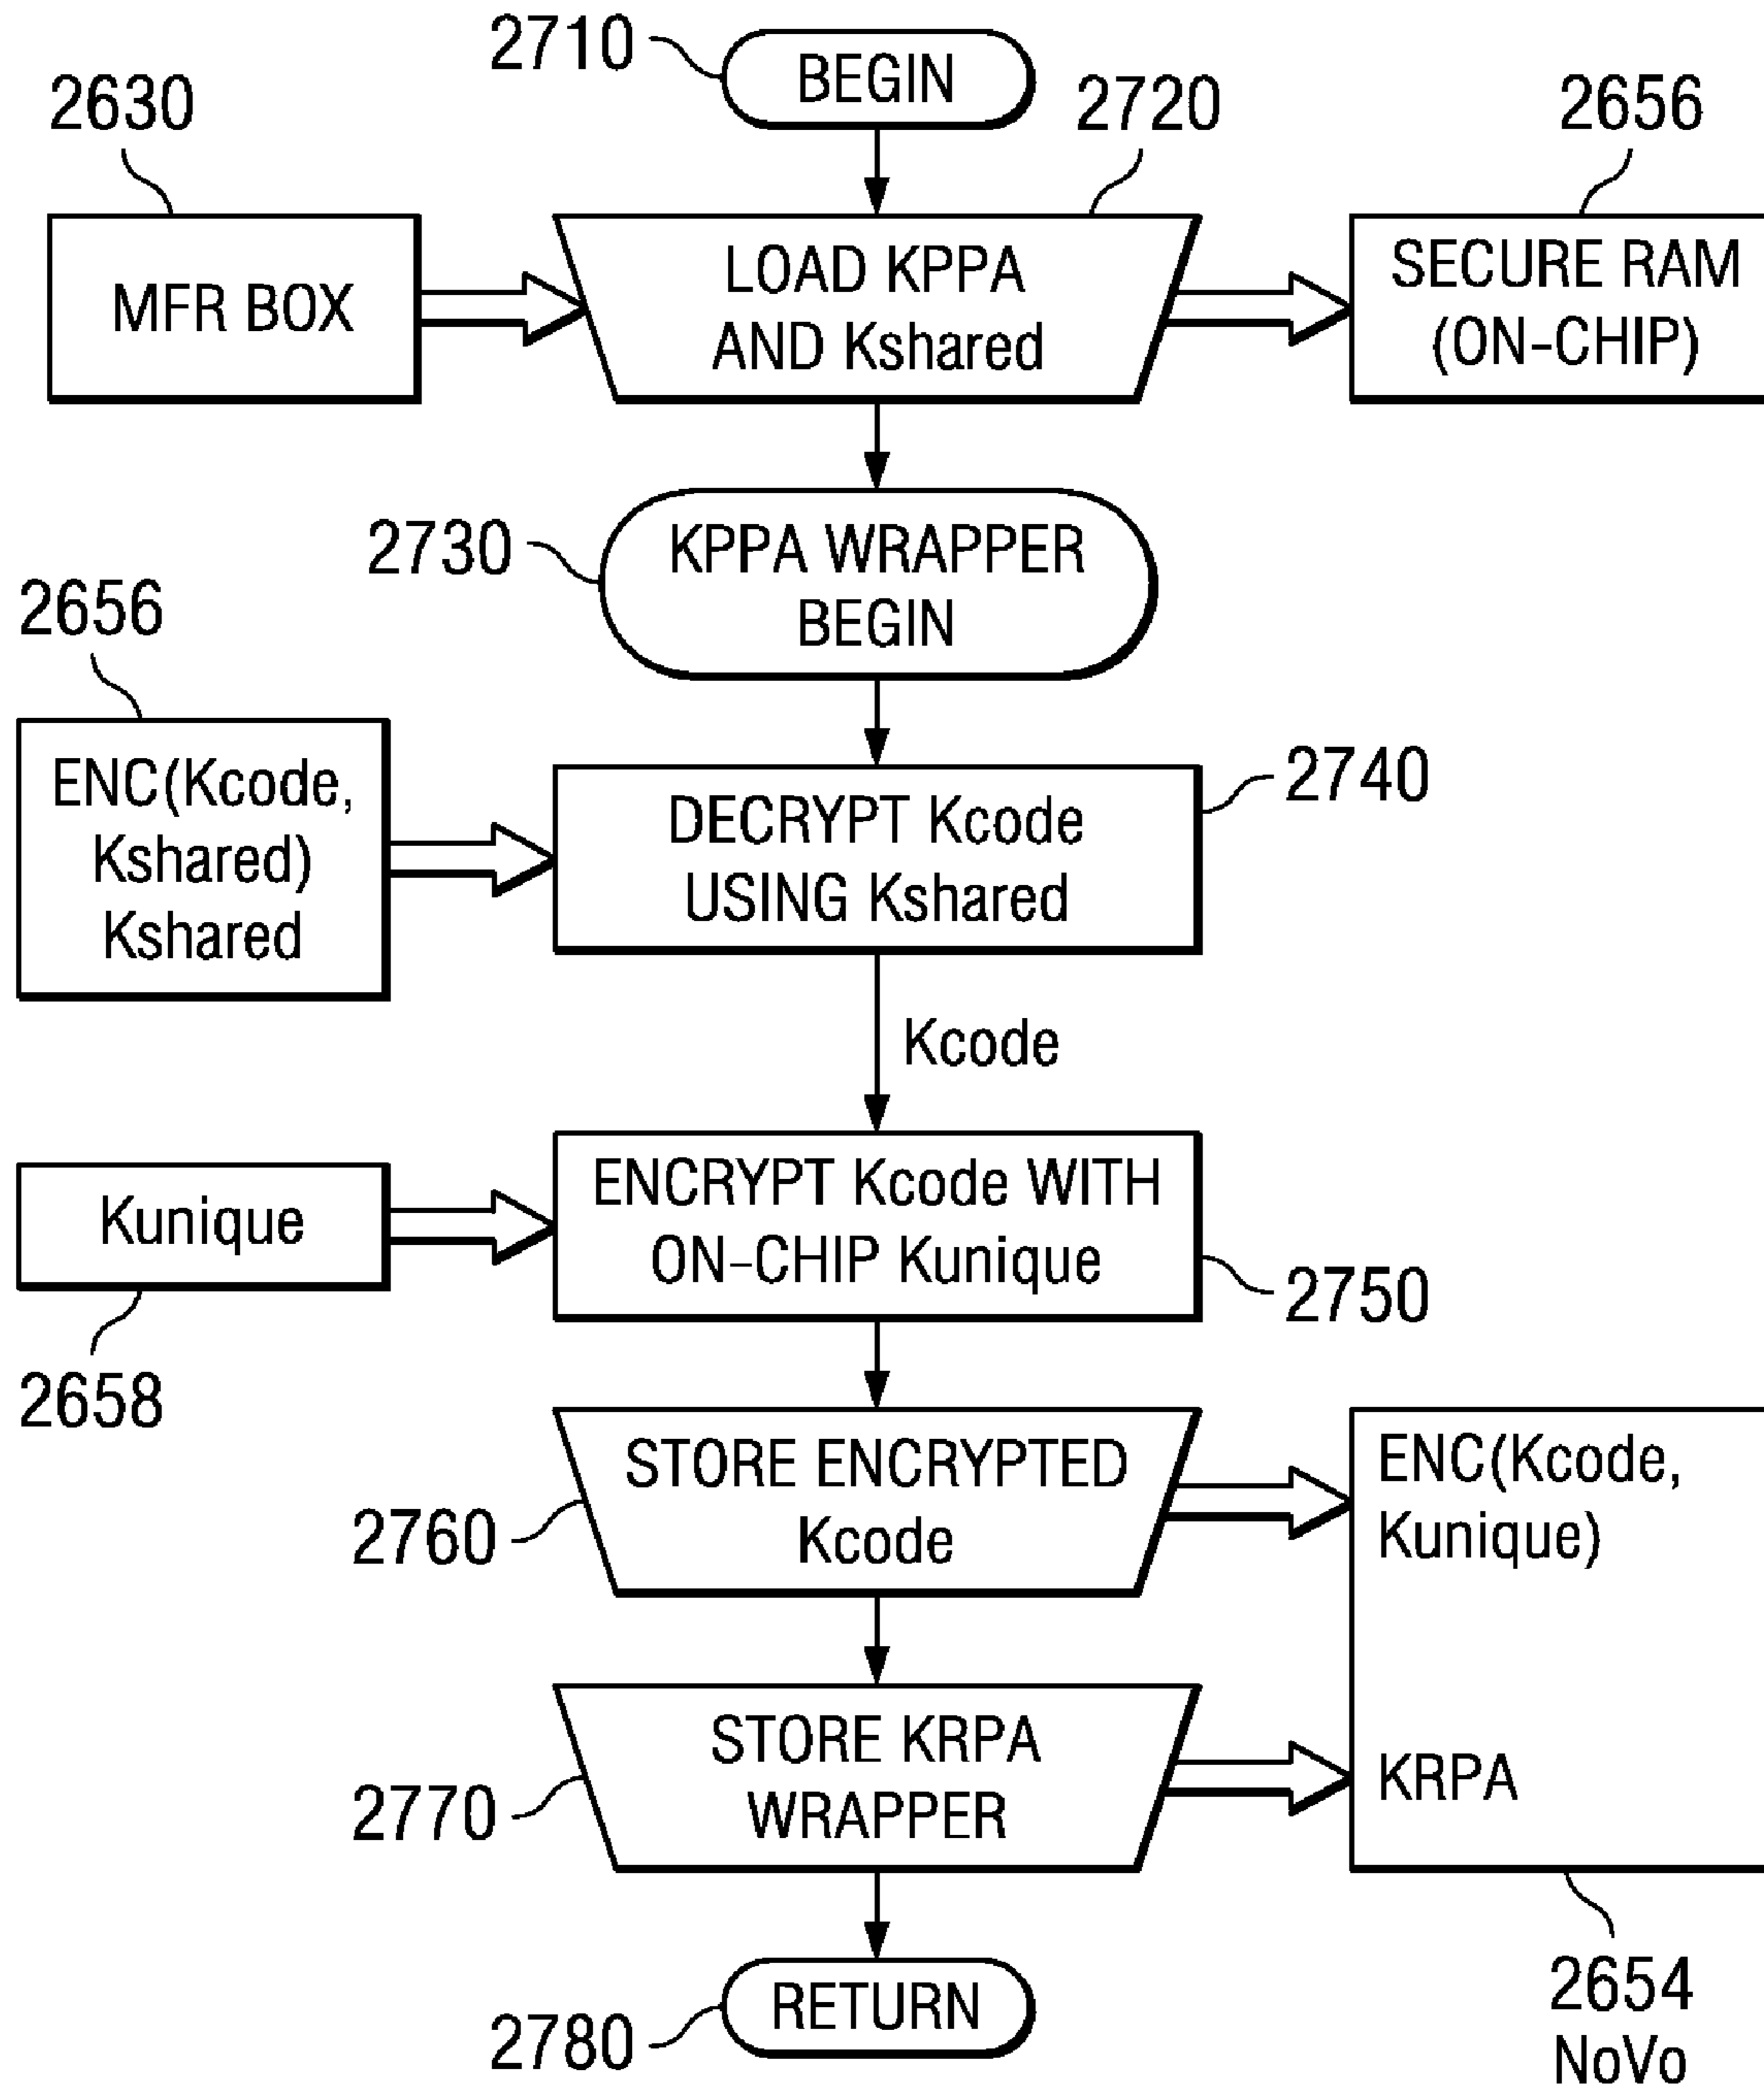 2710
BEGIN
2630
2720
2656
MFR BOX
LOAD KPPA
AND Kshared
SECURE RAM
(ON-CHIP)
2730
KPPA WRAPPER
BEGIN
2656
ENC(Kcode,
Kshared)
Kshared
DECRYPT Kcode
USING Kshared
2740
Kcode
Kunique
2658
ENCRYPT Kcode WITH
ON-CHIP Kunique
2750
STORE ENCRYPTED
Kcode
2760
ENC(Kcode,
Kunique)
STORE KRPA
WRAPPER
2770
KRPA
RETURN
2780
2654
NoVo